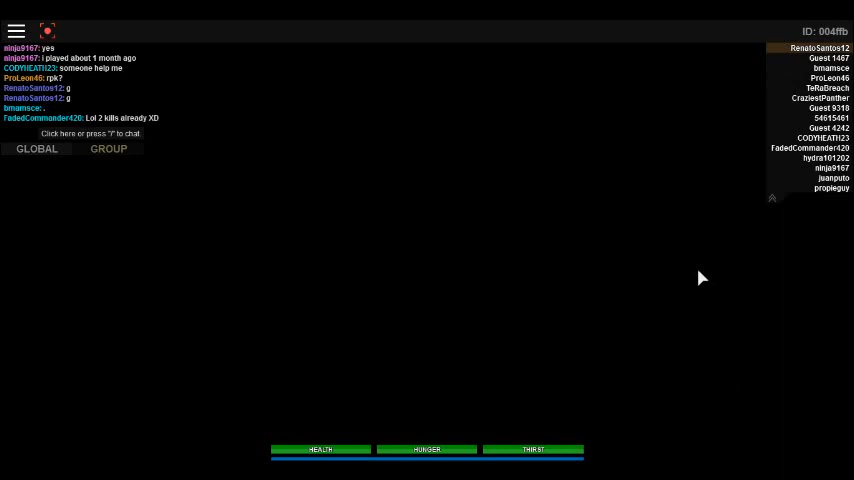 ID: 004ffb
ninja9167: yes
ninja9167: i played about 1 month ago
CODYHEATH23: someone help me
ProLeon46: rpk?
RenatoSantos12: g
RenatoSantos12: g
bmamsce: .
FadedCommander420: Lol 2 kills already XD
Click here or press "/" to chat
GLOBAL GROUP
RenatoSantos12
Guest 1467
bmamsce
ProLeon46
TeRaBreach
CraziestPanther
Guest 9318
54615461
Guest 4242
CODYHEATH23
FadedCommander420
hydra101202
ninja9167
juanputo
propieguy
HEALTH HUNGER THIRST